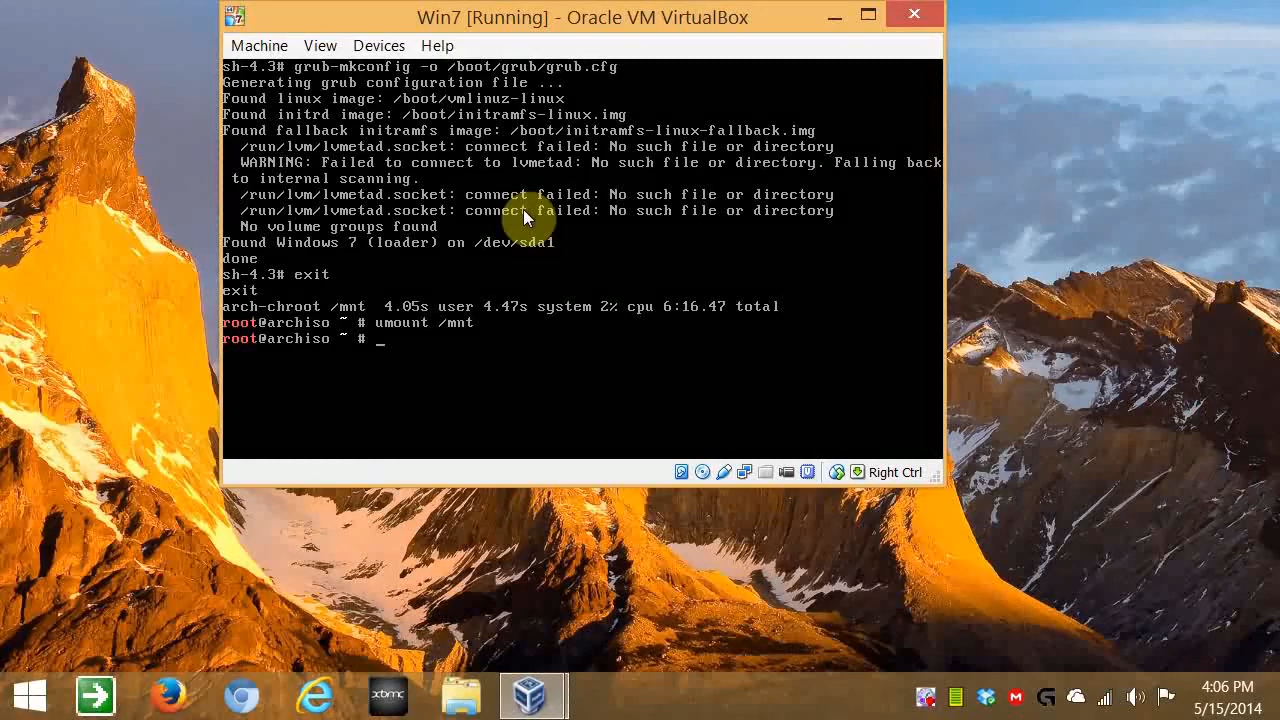 Win7 [Running] - Oracle VM VirtualBox
Machine View Devices Help
sh-4.3# grub-mkconfig -o /boot/grub/grub.cfg
Generating grub configuration file ...
Found linux image: /boot/vmlinuz-linux
Found initrd image: /boot/initramfs-linux.img
Found fallback initramfs image: /boot/initramfs-linux-fallback.img
/run/lvm/lvmetad.socket: connect failed: No such file or directory
WARNING: Failed to connect to lvmetad: No such file or directory. Falling back
to internal scanning.
/run/lvm/lvmetad.socket: connect failed: No such file or directory
/run/lvm/lvmetad.socket: connect failed: No such file or directory
No volume groups found
Found Windows 7 (loader) on /dev/sda1
done
sh-4.3# exit
exit
arch-chroot /mnt 4.05s user 4.47s system 2% cpu 6:16.47 total
root@archiso ~ # umount /mnt
root@archiso ~ # _
Right Ctrl
xbmc
4:06 PM
5/15/2014